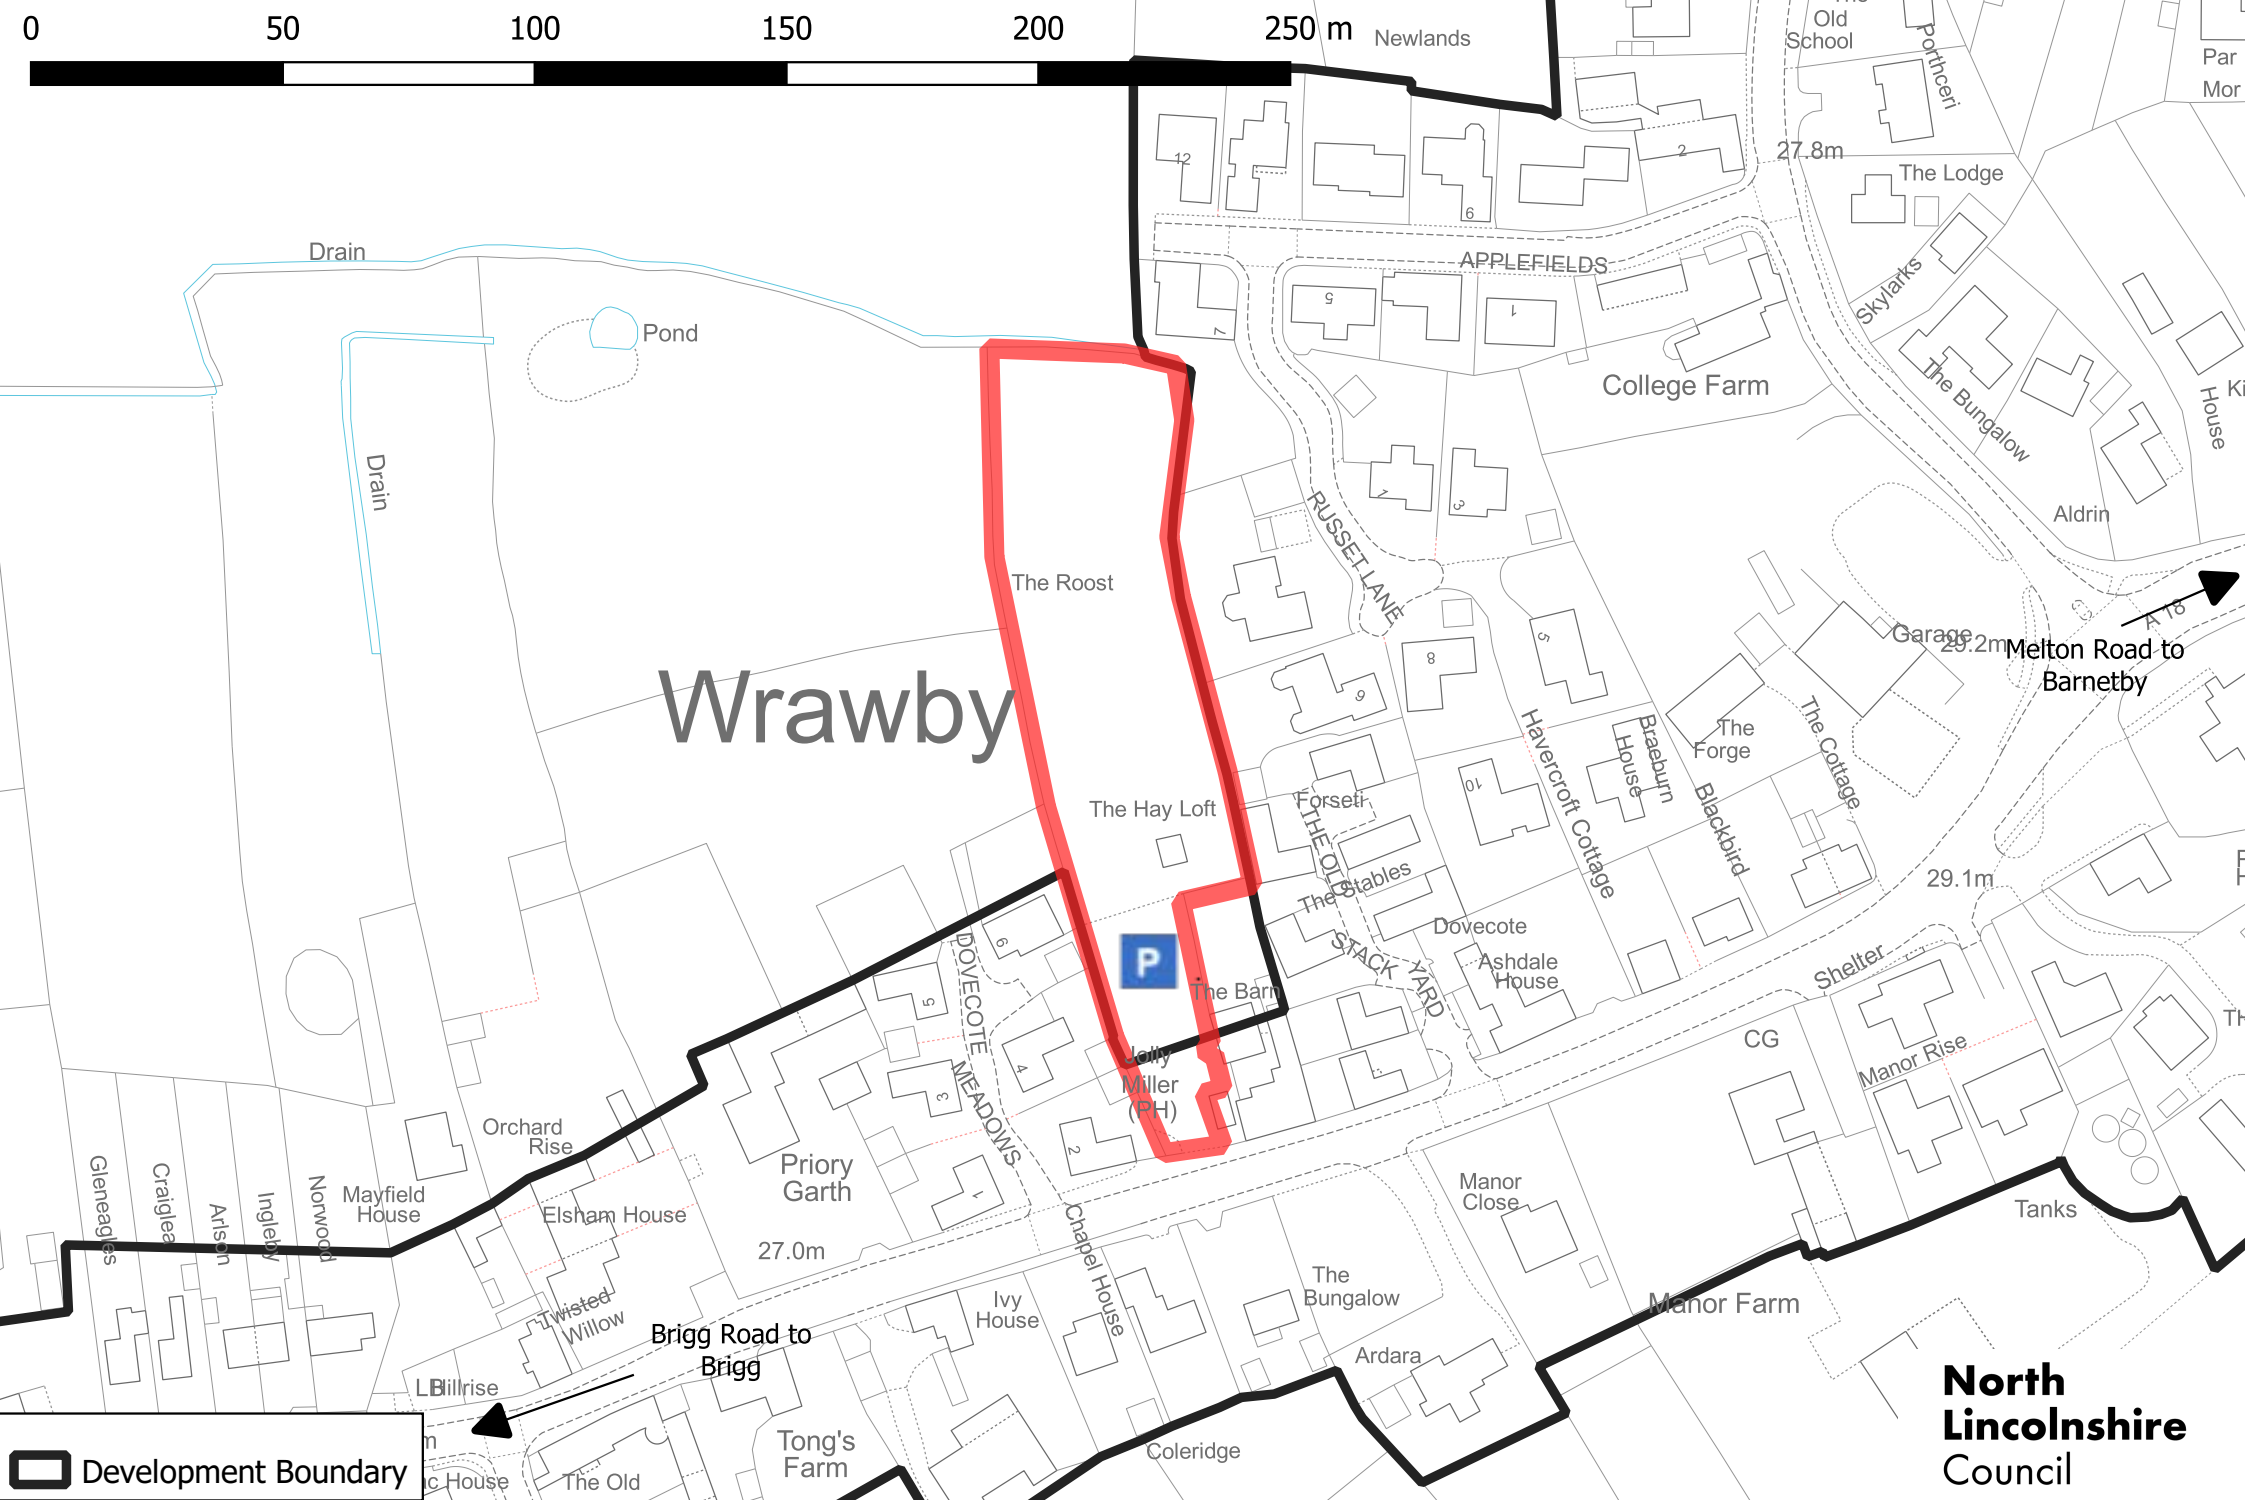 0 50 100 150 200 250 m
Newlands
Old
School
Porthceri
Par
Mor
12
6
2
27.8m
The Lodge
Drain
APPLEFIELDS
Skylarks
5
1
7
Pond
College Farm
The Bungalow
House
Ki
Drain
1
3
Aldrin
RUSSET LANE
The Roost
A 18
5
Garage
29.2m
Melton Road to
Barnetby
8
Wrawby
9
Havercroft Cottage
Braeburn
House
The
Forge
The Cottage
10
Blackbird
The Hay Loft
Forseti
THE OLD
STACK YARD
The Stables
29.1m
Dovecote
Ashdale
House
6
DOVECOTE
MEADOWS
5
P
The Barn
Shelter
CG
Manor Rise
Jolly
Miller
(PH)
4
3
2
1
Orchard
Rise
Priory
Garth
Gleneagles
Craiglea
Arlson
Ingleby
Norwood
Mayfield
House
Elsham House
Manor
Close
Tanks
27.0m
Chapel House
The
Bungalow
Manor Farm
Ivy
House
Twisted
Willow
Brigg Road to
Brigg
Ardara
LB
Hillrise
Tong's
Farm
Coleridge
The Old
Development Boundary
North
Lincolnshire
Council